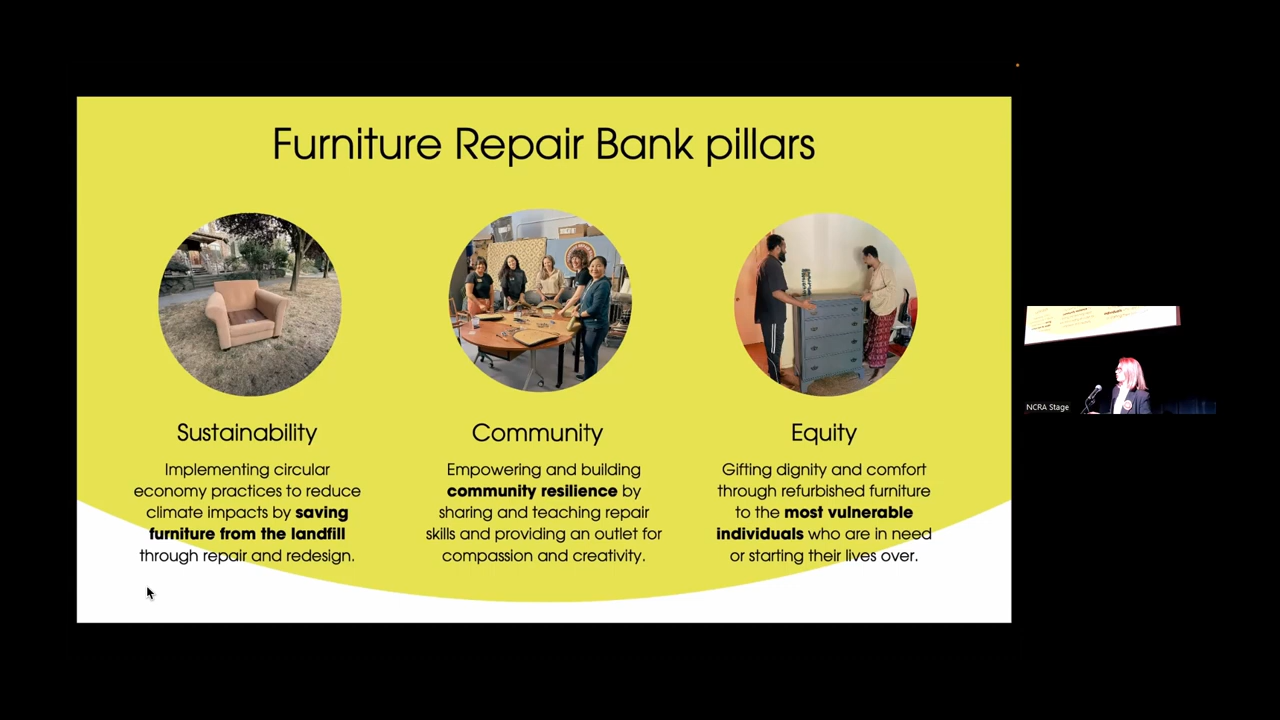 Furniture Repair Bank pillars
Sustainability
Implementing circular
economy practices to reduce
climate impacts by saving
furniture from the landfill
through repair and redesign.
Community
Empowering and building
community resilience by
sharing and teaching repair
skills and providing an outlet for
compassion and creativity.
Equity
Gifting dignity and comfort
through refurbished furniture
to the most vulnerable
individuals who are in need
or starting their lives over.
NCRA Stage